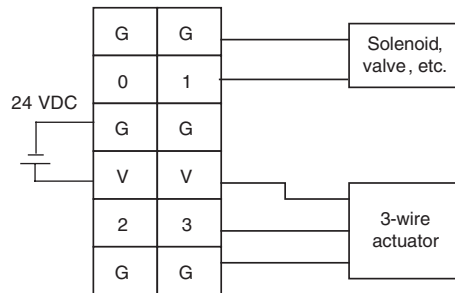 G G
Solenoid,
valve, etc.
0 1
24 VDC
G G
V V
2 3
3-wire
actuator
G G